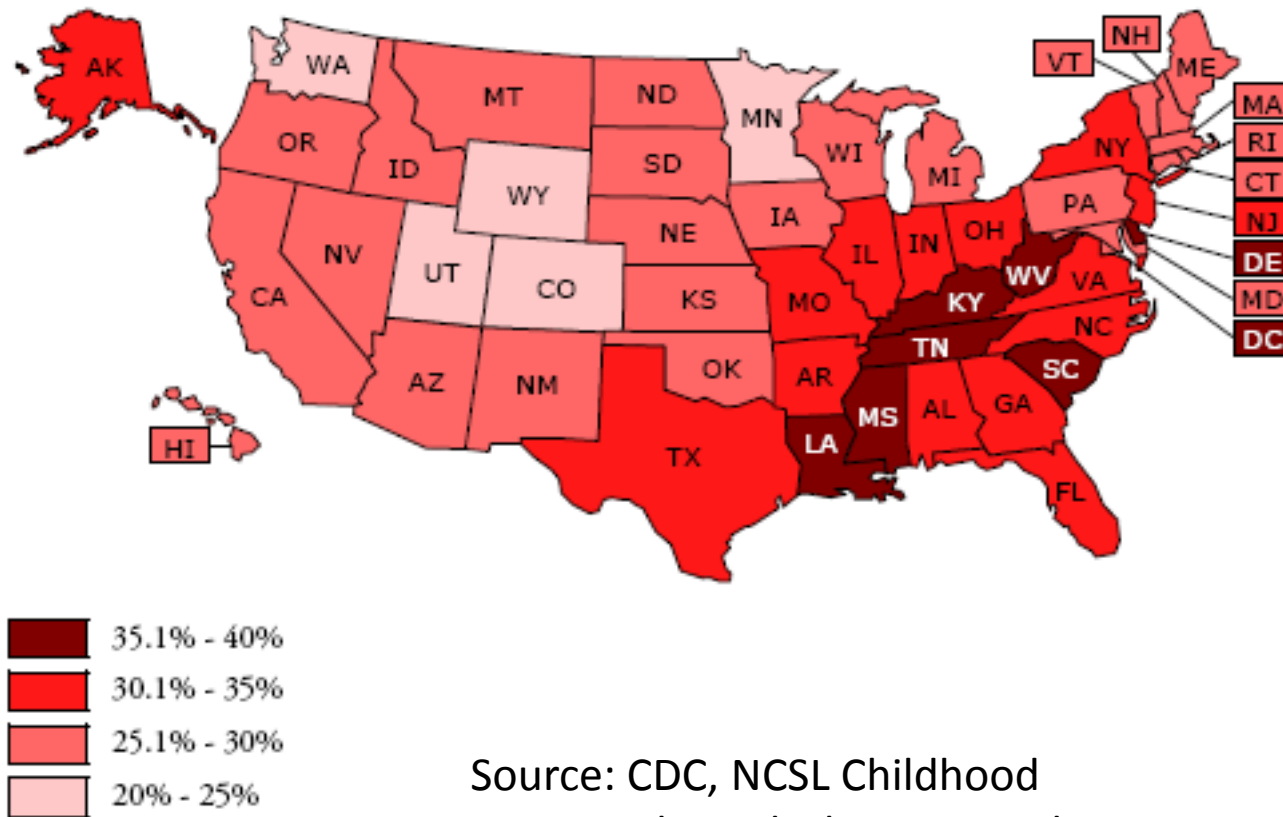 AK
WA
MT
ND
MN
VT
NH
ME
OR
ID
SD
WI
MI
NY
MA
RI
CT
NJ
DE
MD
DC
WY
NE
IA
PA
NV
UT
CO
KS
IL
IN
OH
WV
VA
CA
MO
KY
NC
TN
AZ
NM
OK
AR
SC
HI
TX
LA
MS
AL
GA
FL
35.1% - 40%
30.1% - 35%
25.1% - 30%
20% - 25%
Source: CDC, NCSL Childhood